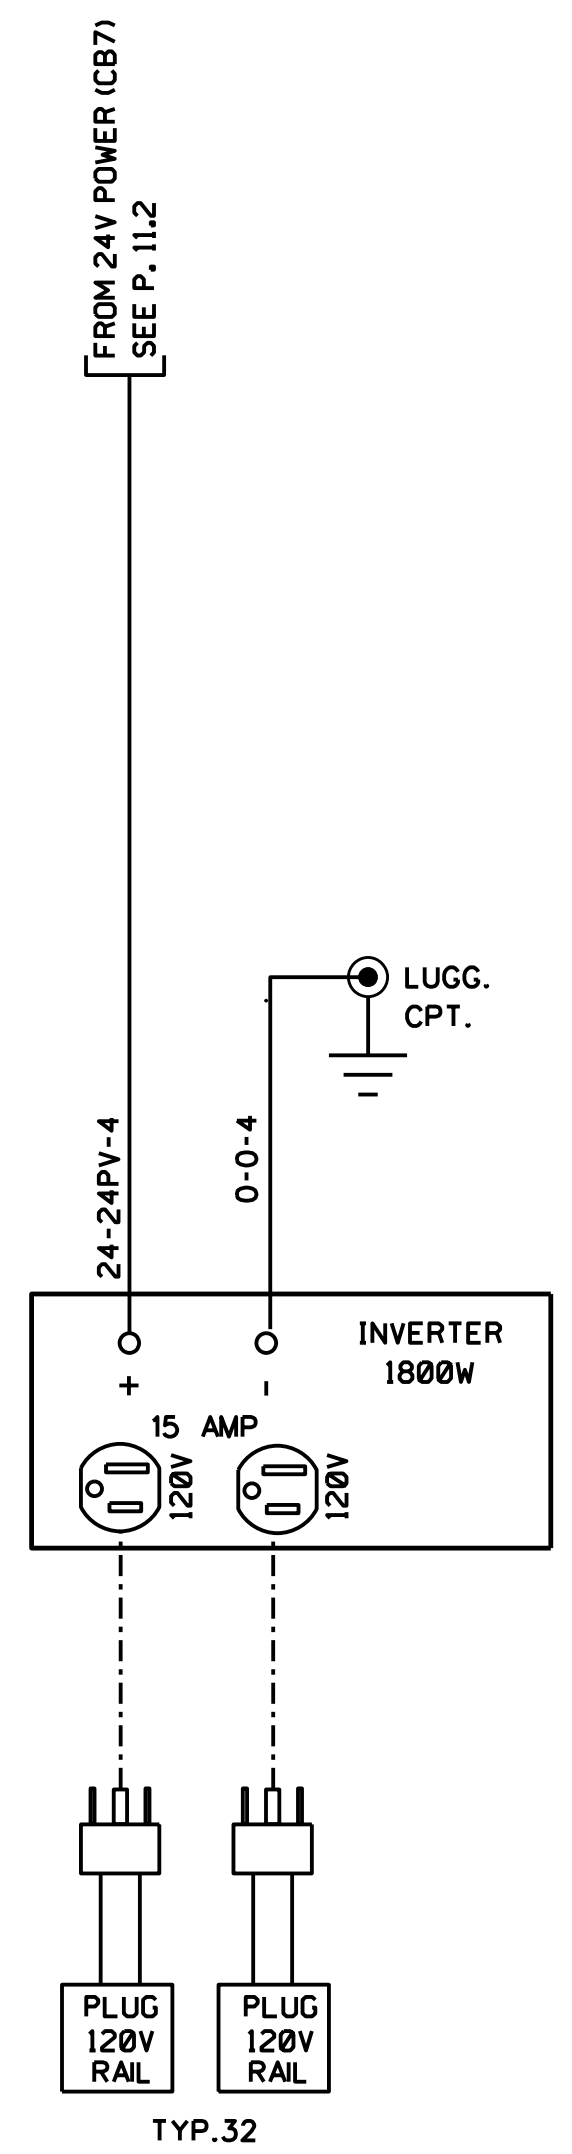 FROM 24V POWER (CB7)
SEE P. 11.2
LUGG.
CPT.
24-24PV-4
0-0-4
INVERTER
1800W
+
-
15 AMP
120V
120V
PLUG
120V
RAIL
PLUG
120V
RAIL
TYP.32